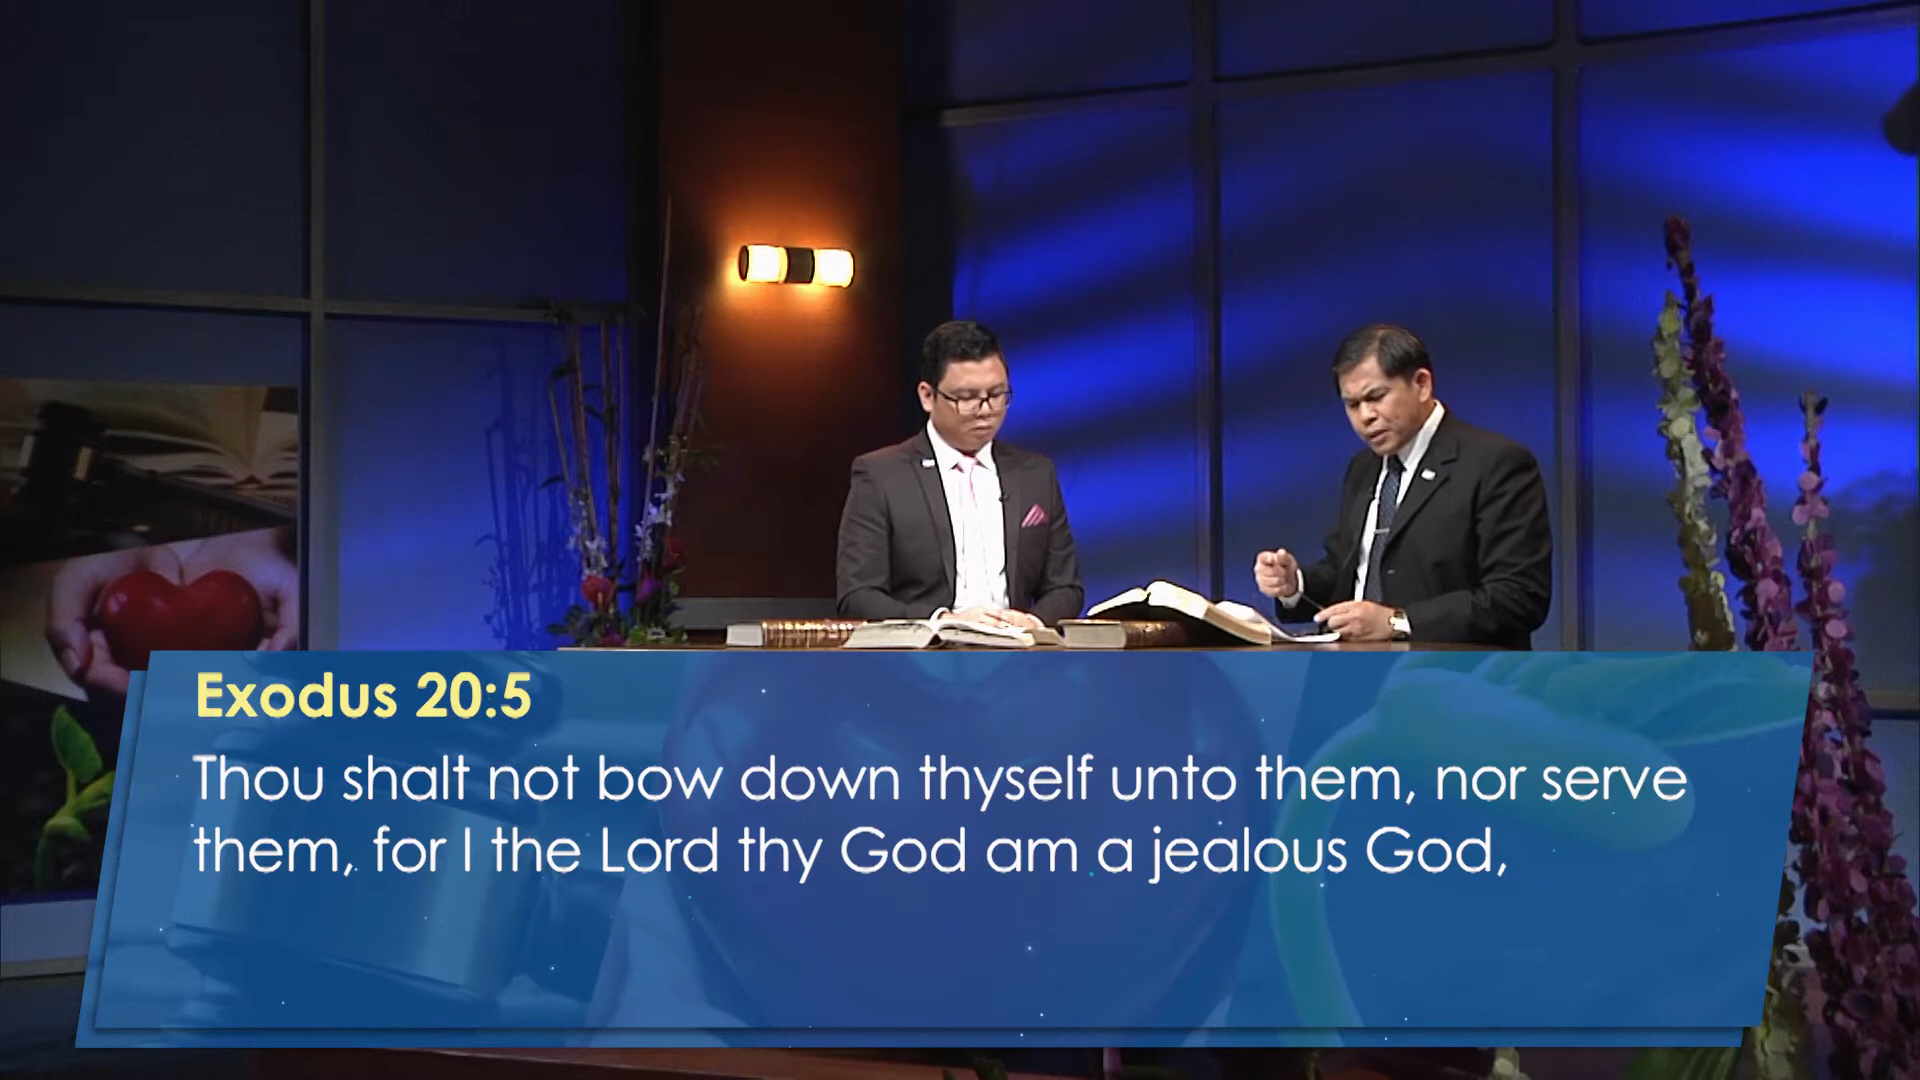 Exodus 20:5
Thou shalt not bow down thyself unto them, nor serve
them, for I the Lord thy God am a jealous God,